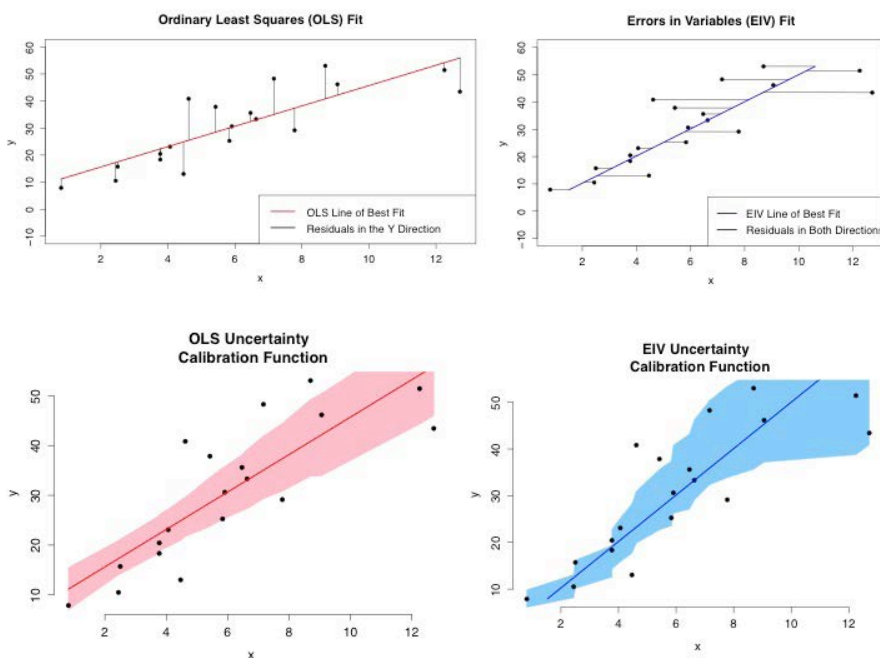 Ordinary Least Squares (OLS) Fit
y
−10 0 10 20 30 40 50 60
2 4 6 8 10 12
x
OLS Line of Best Fit
Residuals in the Y Direction
Errors in Variables (EIV) Fit
y
−10 0 10 20 30 40 50 60
2 4 6 8 10 12
x
EIV Line of Best Fit
Residuals in Both Directions
OLS Uncertainty
Calibration Function
y
10 20 30 40 50
2 4 6 8 10 12
x
EIV Uncertainty
Calibration Function
y
10 20 30 40 50
2 4 6 8 10 12
x